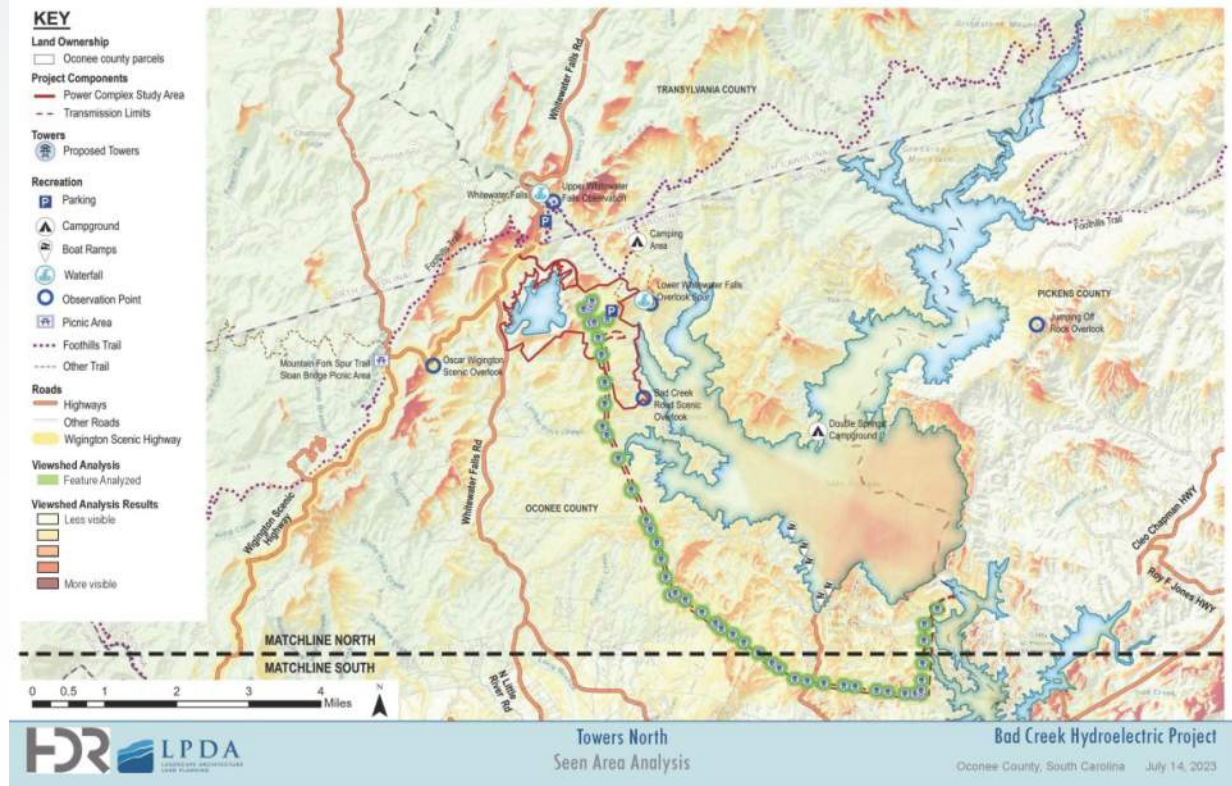 KEY
Land Ownership
Oconee county parcels
Project Components
Power Complex Study Area
Transmission Limits
Towers
Proposed Towers
Recreation
P
Parking
Campground
Boat Ramps
Waterfall
Observation Point
Picnic Area
Foothills Trail
Other Trail
Roads
Highways
Other Roads
Wigington Scenic Highway
Viewshed Analysis
Feature Analyzed
Viewshed Analysis Results
Less visible
More visible
Whitewater Falls Rd
TRANSYLVANIA COUNTY
Whitewater Falls
Upper Whitewater
Falls Observation
P
Foothills Trail
Camping
Area
Foothills Trail
Lower Whitewater Falls
Overlook Spur
P
PICKENS COUNTY
Jumping Off
Rock Overlook
Mountain Fork Spur Trail
Sloan Bridge Picnic Area
Oscar Wigington
Scenic Overlook
Bad Creek
Road Scenic
Overlook
Double Springs
Campground
Whitewater Falls Rd
OCONEE COUNTY
Wigington Scenic
Highway
Cleo Chapman HWY
Roy F Jones HWY
MATCHLINE NORTH
MATCHLINE SOUTH
N Little
River Rd
0 0.5 1 2 3 4
Miles
N
HDR
LPDA
LANDSCAPE ARCHITECTURE
LAND PLANNING
Towers North
Seen Area Analysis
Bad Creek Hydroelectric Project
Oconee County, South Carolina July 14, 2023